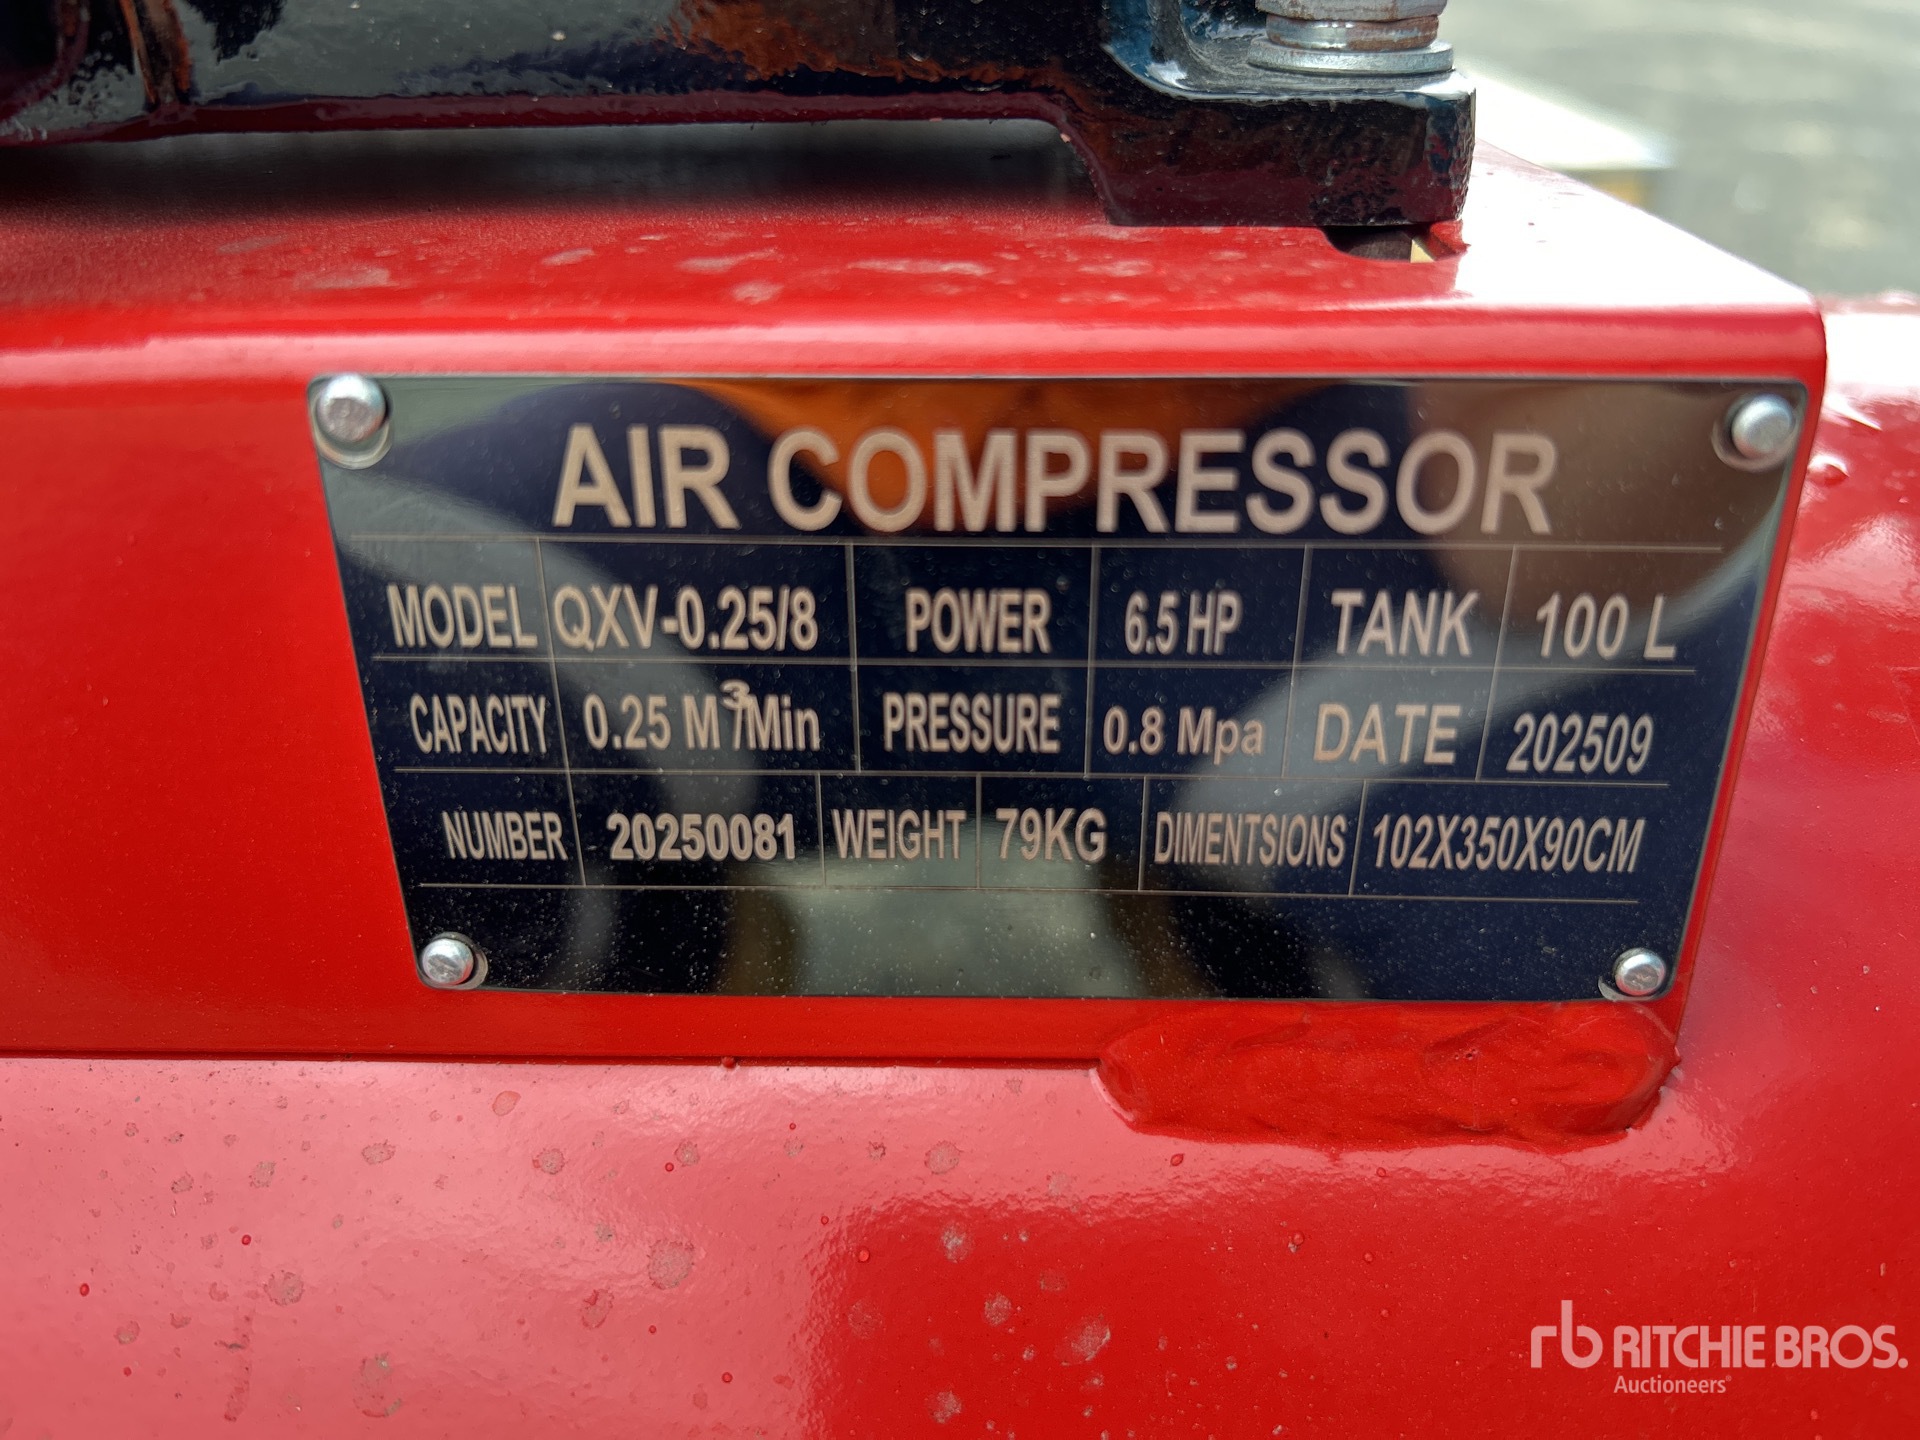 AIR COMPRESSOR
MODEL QXV-0.25/8 POWER 6.5 HP TANK 100 L
CAPACITY 0.25 M³/Min PRESSURE 0.8 Mpa DATE 202509
NUMBER 20250081 WEIGHT 79KG DIMENTSIONS 102X350X90CM
rb RITCHIE BROS.
Auctioneers